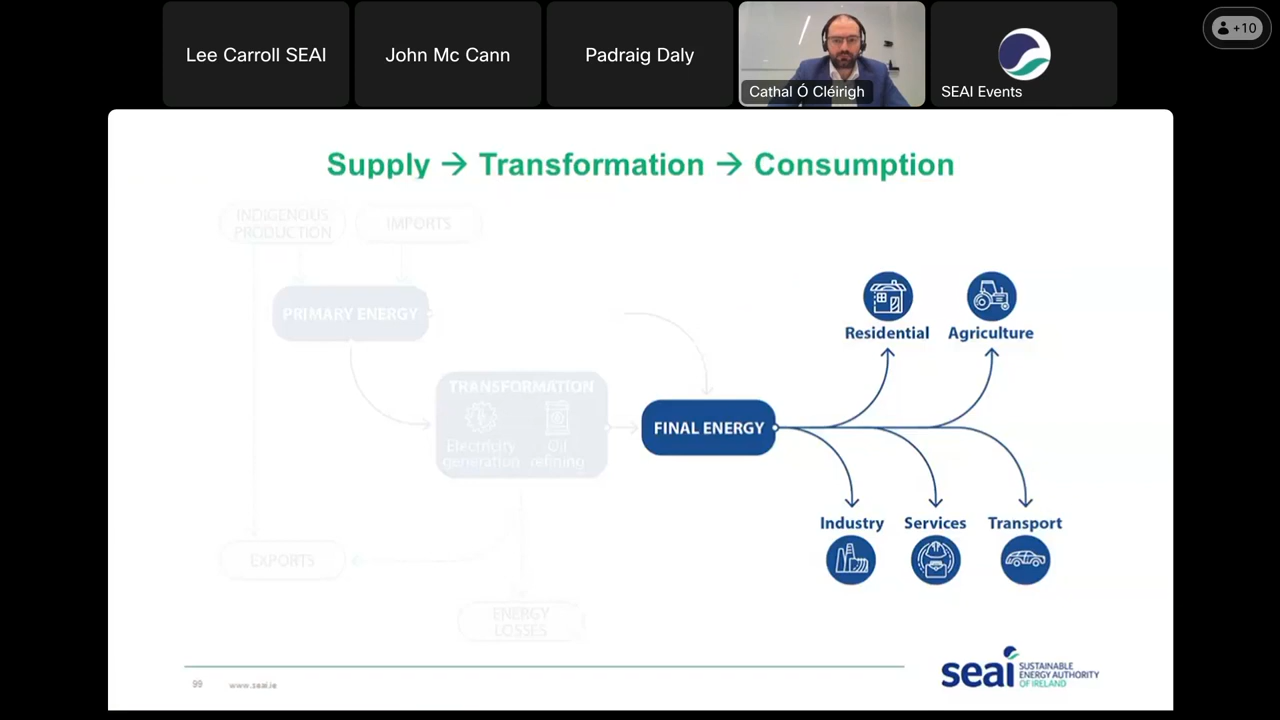 Lee Carroll SEAI
John Mc Cann
Padraig Daly
Cathal Ó Cléirigh
SEAI Events
+10
Supply → Transformation → Consumption
INDIGENOUS
PRODUCTION
IMPORTS
PRIMARY ENERGY
Residential
Agriculture
TRANSFORMATION
Electricity
generation
Oil
refining
FINAL ENERGY
Industry
Services
Transport
EXPORTS
ENERGY
LOSSES
99
www.seai.ie
seai
SUSTAINABLE
ENERGY AUTHORITY
OF IRELAND